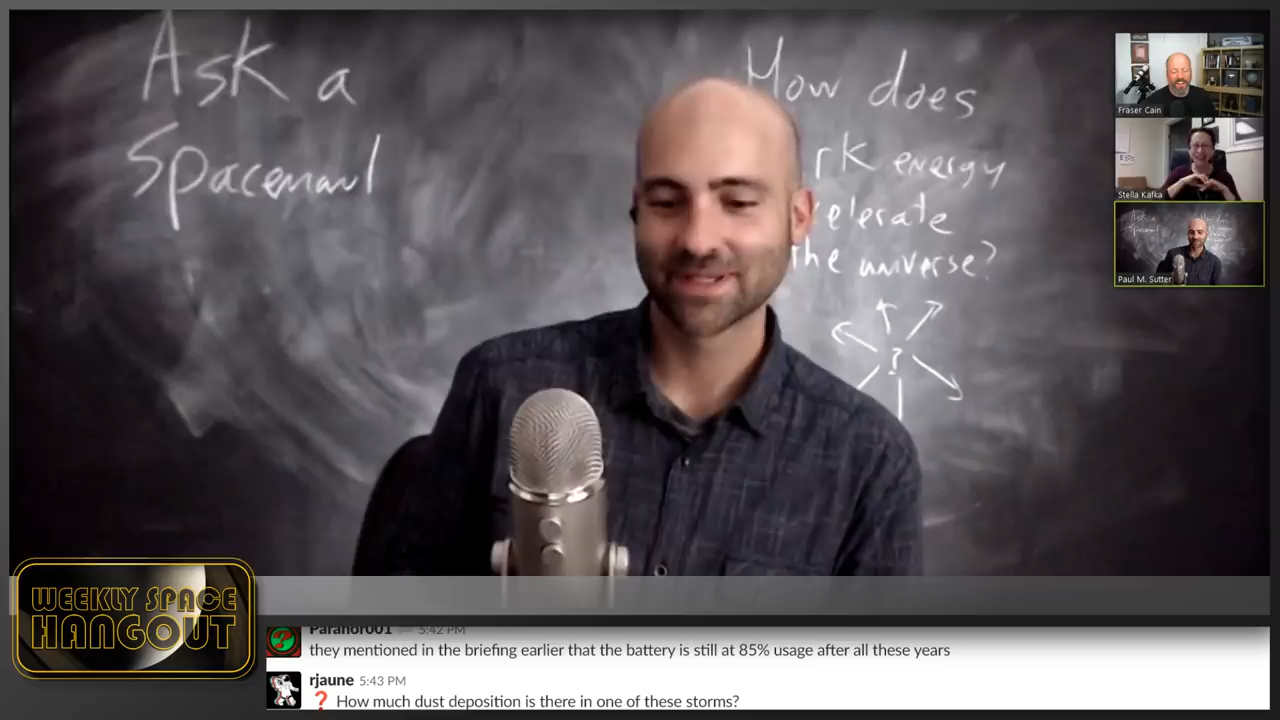 Ask a
Spaceman!
How does
rk energy
elerate
the universe?
?
Fraser Cain
Stella Kafka
Paul M. Sutter
WEEKLY SPACE
HANGOUT
Paranor001 5:42 PM
they mentioned in the briefing earlier that the battery is still at 85% usage after all these years
rjaune 5:43 PM
❓ How much dust deposition is there in one of these storms?